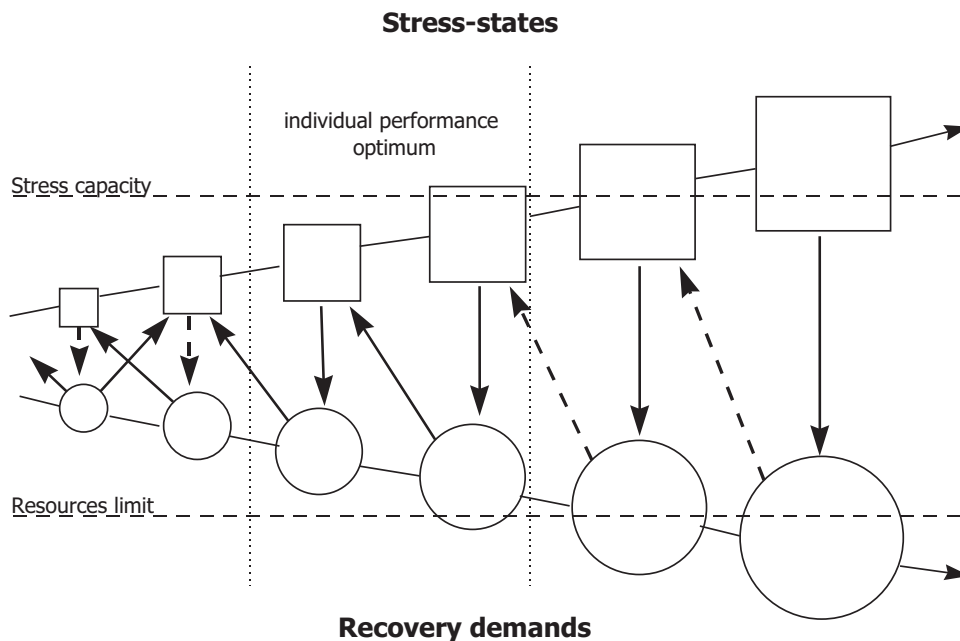 Stress-states
individual performance
optimum
Stress capacity
Resources limit
Recovery demands